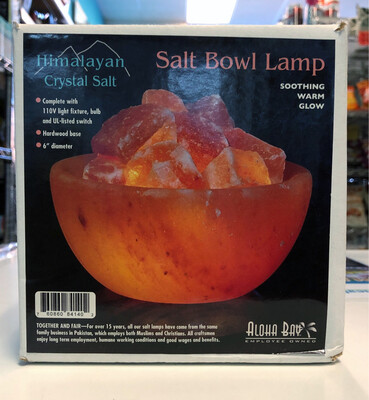 Himalayan
Crystal Salt
Salt Bowl Lamp
SOOTHING
WARM
GLOW
• Complete with
110V light fixture, bulb
and UL-listed switch
• Hardwood base
• 6" diameter
TOGETHER AND FAIR—For over 15 years, all our salt lamps have come from the same
family business in Pakistan, which employs both Muslims and Christians. All craftsmen
enjoy long term employment, humane working conditions and good wages and benefits.
ALOHA BAY
EMPLOYEE OWNED